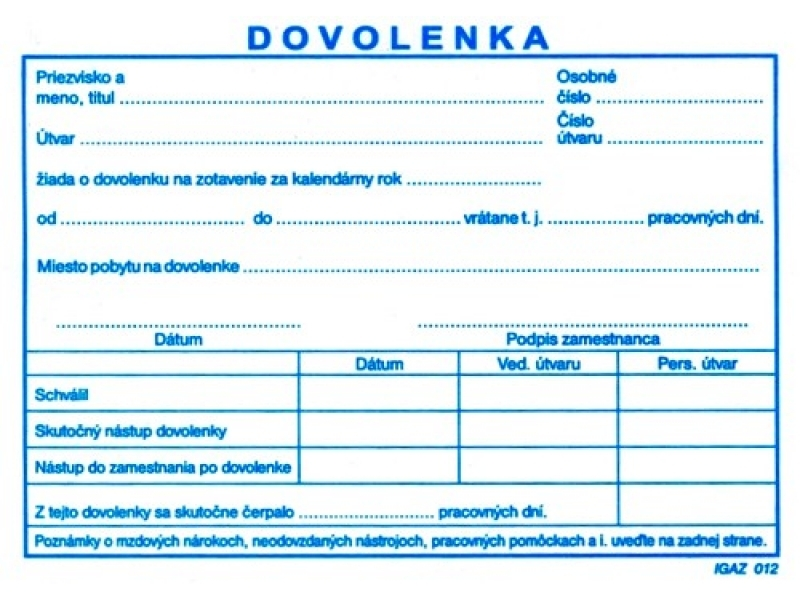 DOVOLENKA
Priezvisko a
meno, titul ........................
Osobné
číslo ........................
Útvar ........................
Číslo
útvaru ........................
žiada o dovolenku na zotavenie za kalendárny rok ........................
od ........................ do ........................ vrátane t. j. ........................ pracovných dní.
Miesto pobytu na dovolenke ........................
Dátum Podpis zamestnanca
Dátum Ved. útvaru Pers. útvar
Schválil
Skutočný nástup dovolenky
Nástup do zamestnania po dovolenke
Z tejto dovolenky sa skutočne čerpalo ........................ pracovných dní.
Poznámky o mzdových nárokoch, neodovzdaných nástrojoch, pracovných pomôckach a i. uveďte na zadnej strane.
IGAZ 012